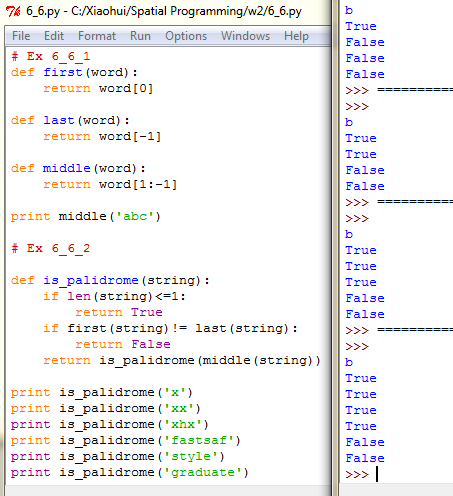 6_6.py - C:/Xiaohui/Spatial Programming/w2/6_6.py
File Edit Format Run Options Windows Help
# Ex 6_6_1
def first(word):
    return word[0]
def last(word):
    return word[-1]
def middle(word):
    return word[1:-1]
print middle('abc')
# Ex 6_6_2
def is_palidrome(string):
    if len(string)<=1:
        return True
    if first(string)!= last(string):
        return False
    return is_palidrome(middle(string))
print is_palidrome('x')
print is_palidrome('xx')
print is_palidrome('xhx')
print is_palidrome('fastsaf')
print is_palidrome('style')
print is_palidrome('graduate')
b
True
False
False
False
>>> ===========
>>>
b
True
True
False
False
>>> ===========
>>>
b
True
True
True
False
False
>>> ===========
>>>
b
True
True
True
True
False
False
>>>